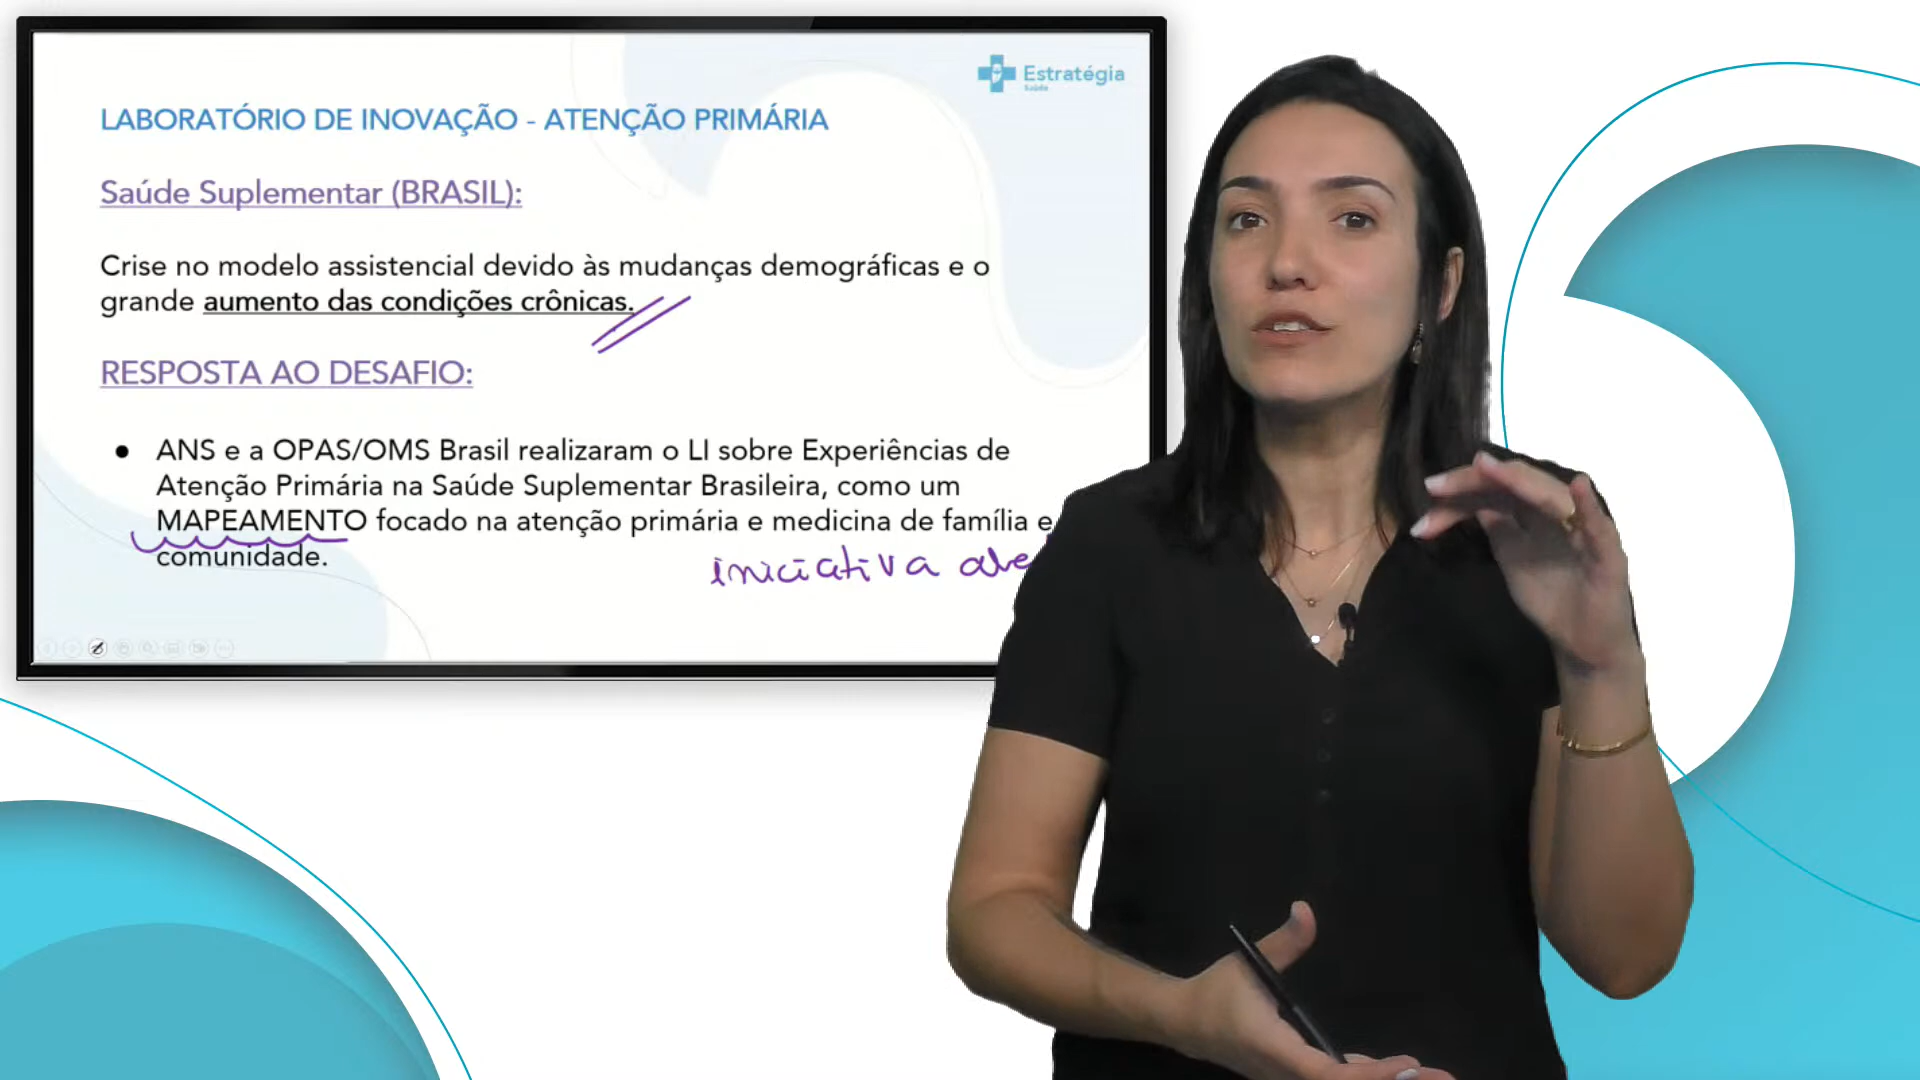 Estratégia
Saúde
LABORATÓRIO DE INOVAÇÃO - ATENÇÃO PRIMÁRIA
Saúde Suplementar (BRASIL):
Crise no modelo assistencial devido às mudanças demográficas e o
grande aumento das condições crônicas.
RESPOSTA AO DESAFIO:
● ANS e a OPAS/OMS Brasil realizaram o LI sobre Experiências de
Atenção Primária na Saúde Suplementar Brasileira, como um
MAPEAMENTO focado na atenção primária e medicina de família e
comunidade.
iniciativa